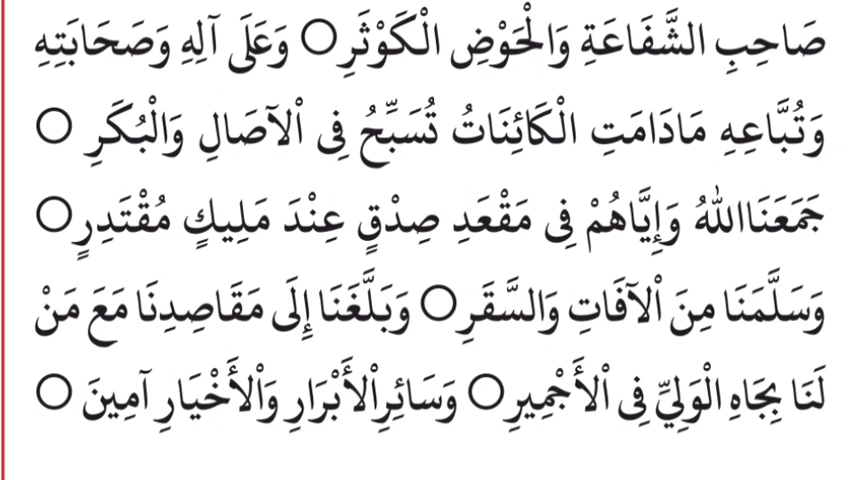 صَاحِبِ الشَّفَاعَةِ وَالْحَوْضِ الْكَوْثَرِ ○ وَعَلَى آلِهِ وَصَحَابَتِهِ
وَتُبَّاعِهِ مَادَامَتِ الْكَائِنَاتُ تُسَبِّحُ فِى الْآصَالِ وَالْبُكَرِ ○
جَمَعَنَااللهُ وَإِيَّاهُمْ فِى مَقْعَدِ صِدْقٍ عِنْدَ مَلِيكٍ مُقْتَدِرٍ ○
وَسَلَّمَنَا مِنَ الْآفَاتِ وَالسَّقَرِ ○ وَبَلَّغَنَا إِلَى مَقَاصِدِنَا مَعَ مَنْ
لَنَا بِجَاهِ الْوَلِيِّ فِى الْأَجْمِيرِ ○ وَسَائِرِالْأَبْرَارِ وَالْأَخْيَارِ آمِينَ ○